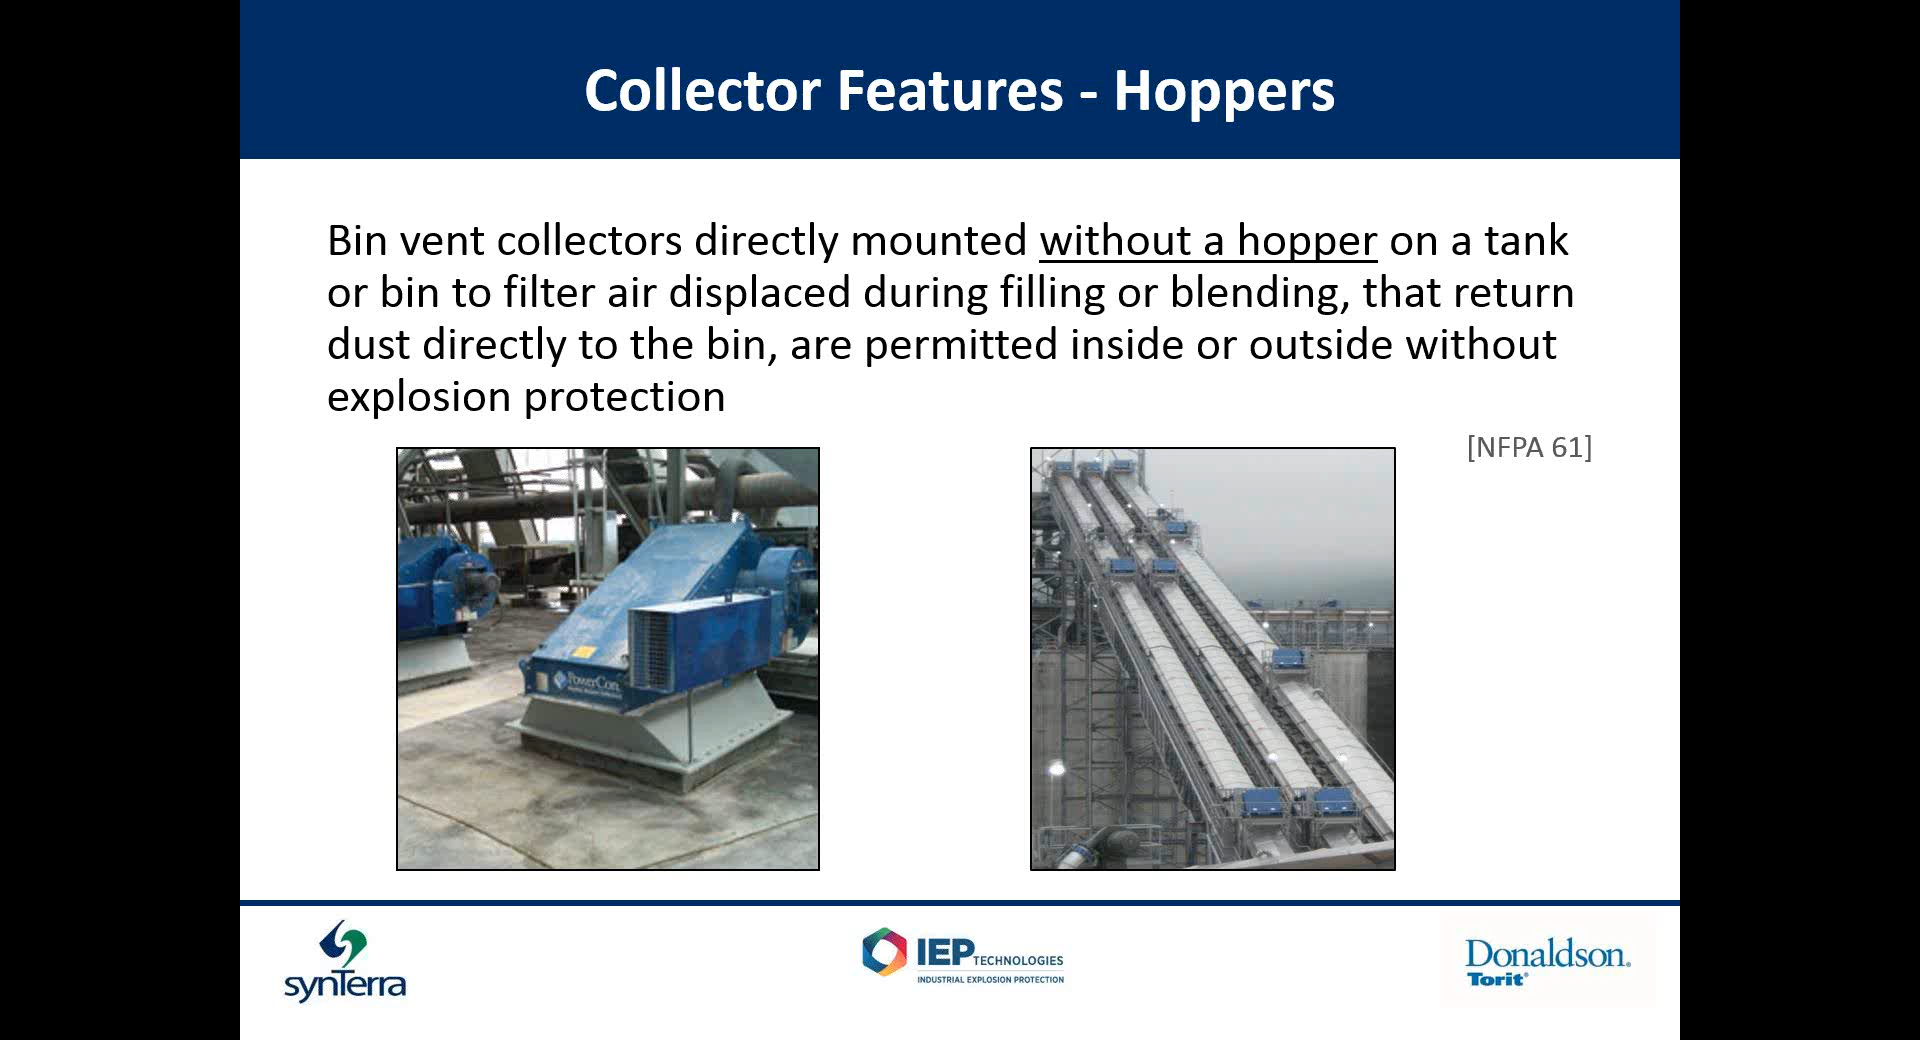 Collector Features - Hoppers
Bin vent collectors directly mounted without a hopper on a tank
or bin to filter air displaced during filling or blending, that return
dust directly to the bin, are permitted inside or outside without
explosion protection
[NFPA 61]
PowerCon
synTerra
IEP TECHNOLOGIES
INDUSTRIAL EXPLOSION PROTECTION
Donaldson.
Torit